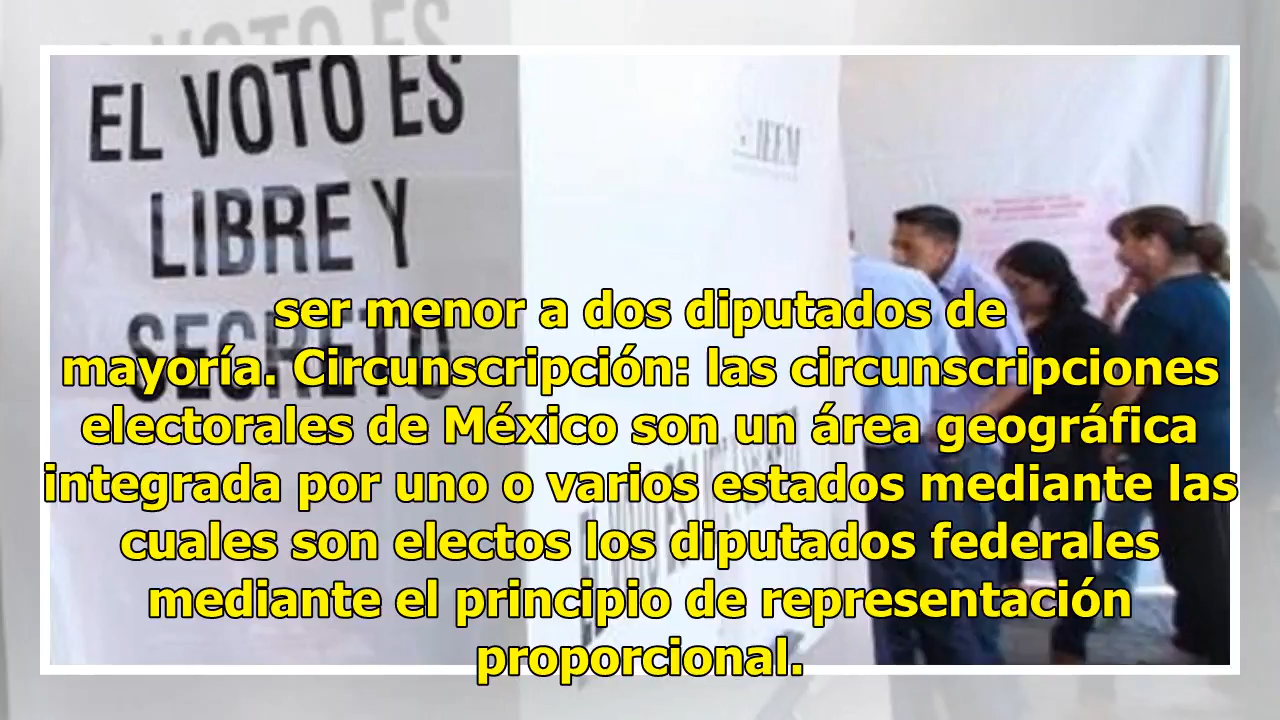 EL VOTO ES
LIBRE Y
SECRETO
IEEM
ser menor a dos diputados de
mayoría. Circunscripción: las circunscripciones
electorales de México son un área geográfica
integrada por uno o varios estados mediante las
cuales son electos los diputados federales
mediante el principio de representación
proporcional.